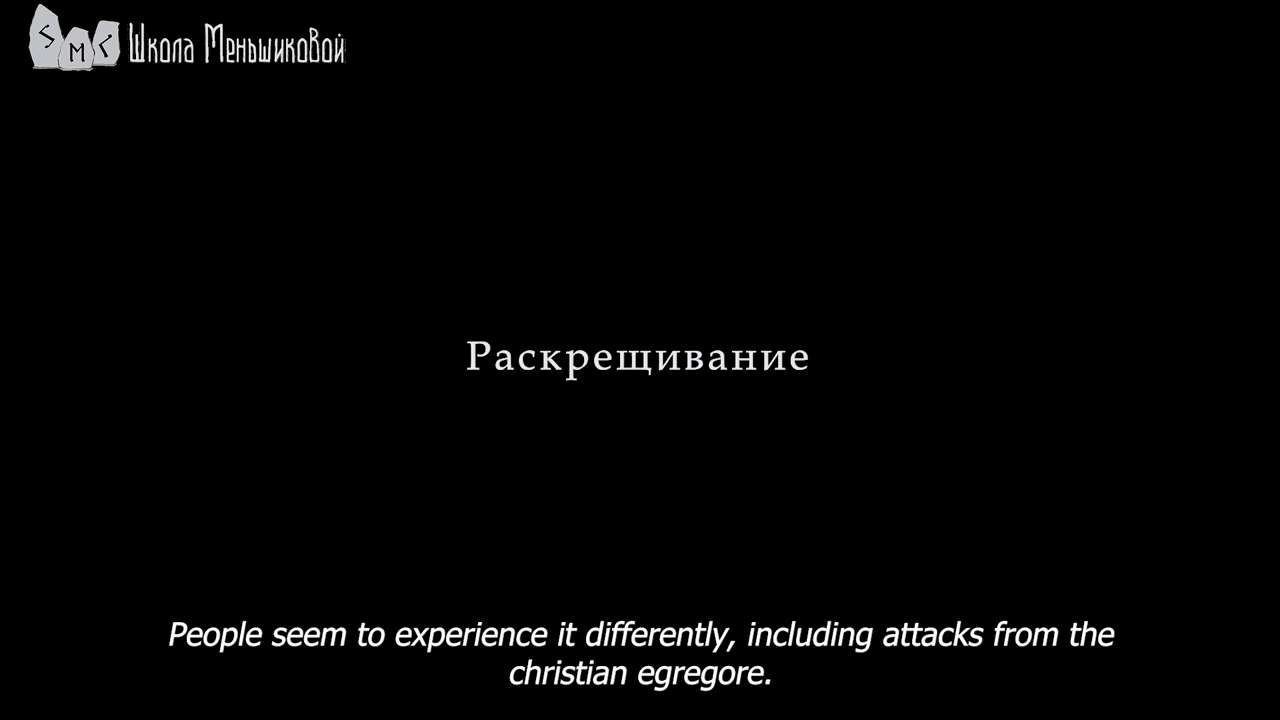 SMS Школа Меньшиковой
Раскрещивание
People seem to experience it differently, including attacks from the
christian egregore.